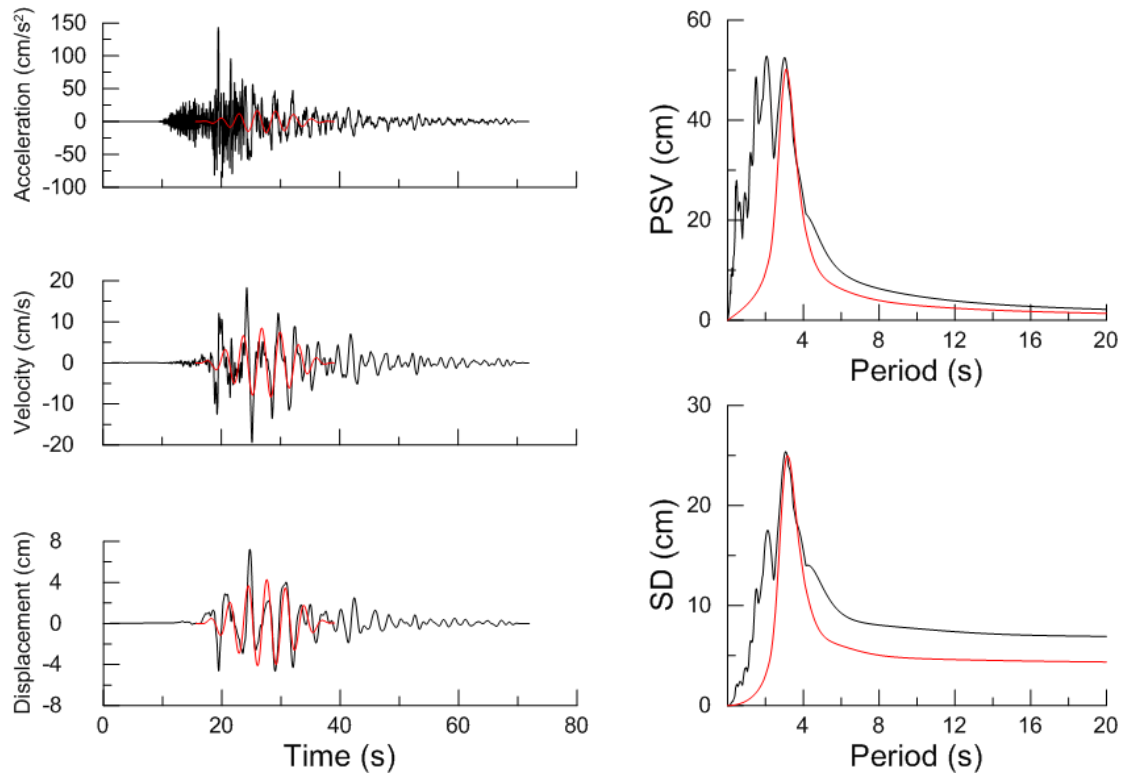 Acceleration (cm/s²)
150
100
50
0
-50
-100
Velocity (cm/s)
20
10
0
-10
-20
Displacement (cm)
8
4
0
-4
-8
0 20 40 60 80
Time (s)
PSV (cm)
60
40
20
0
4 8 12 16 20
Period (s)
SD (cm)
30
20
10
0
0 4 8 12 16 20
Period (s)